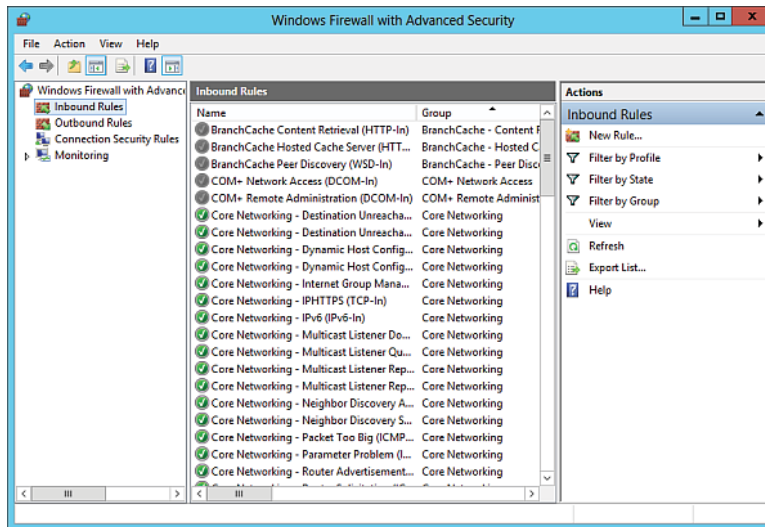 Windows Firewall with Advanced Security
File Action View Help
Windows Firewall with Advance
Inbound Rules
Outbound Rules
Connection Security Rules
Monitoring
Inbound Rules
Name Group
BranchCache Content Retrieval (HTTP-In) BranchCache - Content
BranchCache Hosted Cache Server (HTT... BranchCache - Hosted C
BranchCache Peer Discovery (WSD-In) BranchCache - Peer Disc
COM+ Network Access (DCOM-In) COM+ Network Access
COM+ Remote Administration (DCOM-In) COM+ Remote Administ
Core Networking - Destination Unreacha... Core Networking
Core Networking - Destination Unreacha... Core Networking
Core Networking - Dynamic Host Config... Core Networking
Core Networking - Dynamic Host Config... Core Networking
Core Networking - Internet Group Mana... Core Networking
Core Networking - IPHTTPS (TCP-In) Core Networking
Core Networking - IPv6 (IPv6-In) Core Networking
Core Networking - Multicast Listener Do... Core Networking
Core Networking - Multicast Listener Qu... Core Networking
Core Networking - Multicast Listener Rep... Core Networking
Core Networking - Multicast Listener Rep... Core Networking
Core Networking - Neighbor Discovery A... Core Networking
Core Networking - Neighbor Discovery S... Core Networking
Core Networking - Packet Too Big (ICMP... Core Networking
Core Networking - Parameter Problem (I... Core Networking
Core Networking - Router Advertisement... Core Networking
Actions
Inbound Rules
New Rule...
Filter by Profile
Filter by State
Filter by Group
View
Refresh
Export List...
Help